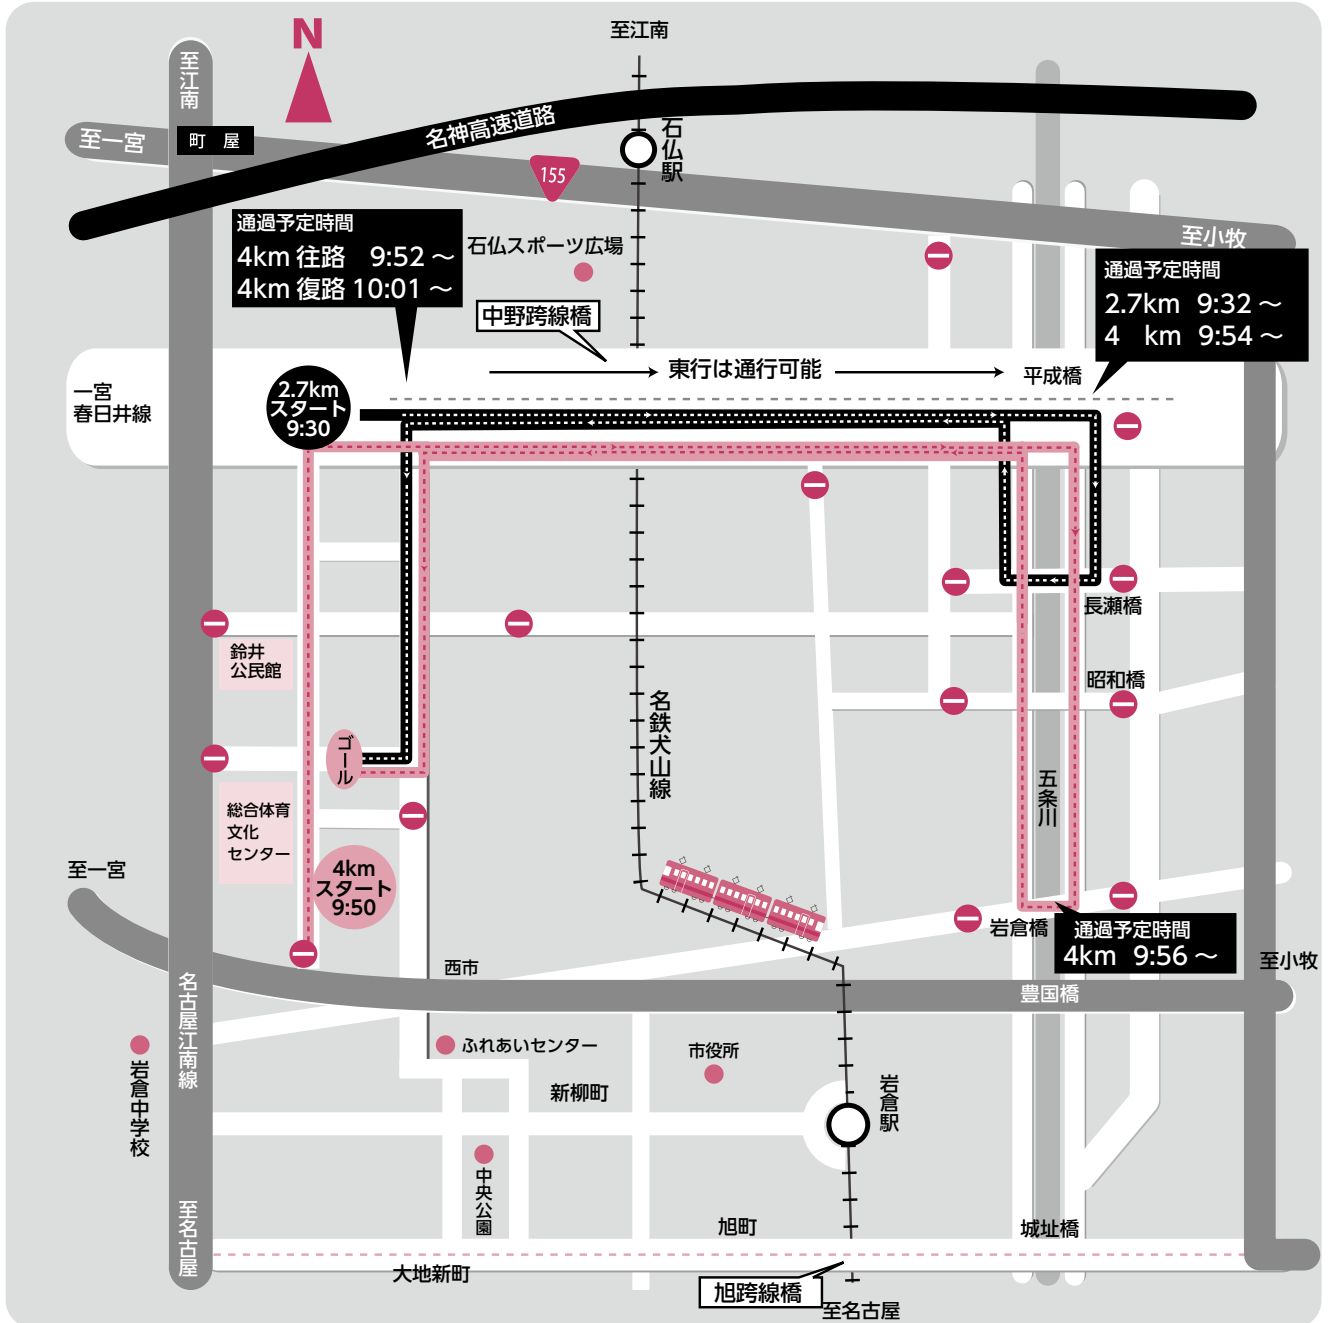 N
至江南
至江南
至一宮
町 屋
名神高速道路
石仏駅
155
通過予定時間
4km 往路 9:52 ~
4km 復路 10:01 ~
石仏スポーツ広場
至小牧
通過予定時間
2.7km 9:32 ~
4 km 9:54 ~
中野跨線橋
東行は通行可能
平成橋
一宮
春日井線
2.7km
スタート
9:30
長瀬橋
鈴井
公民館
昭和橋
名鉄犬山線
ゴール
五条川
総合体育
文化
センター
至一宮
4km
スタート
9:50
岩倉橋
通過予定時間
4km 9:56 ~
西市
至小牧
豊国橋
名古屋江南線
岩倉中学校
ふれあいセンター
市役所
新柳町
岩倉駅
中央公園
至名古屋
旭町
城址橋
大地新町
旭跨線橋
至名古屋